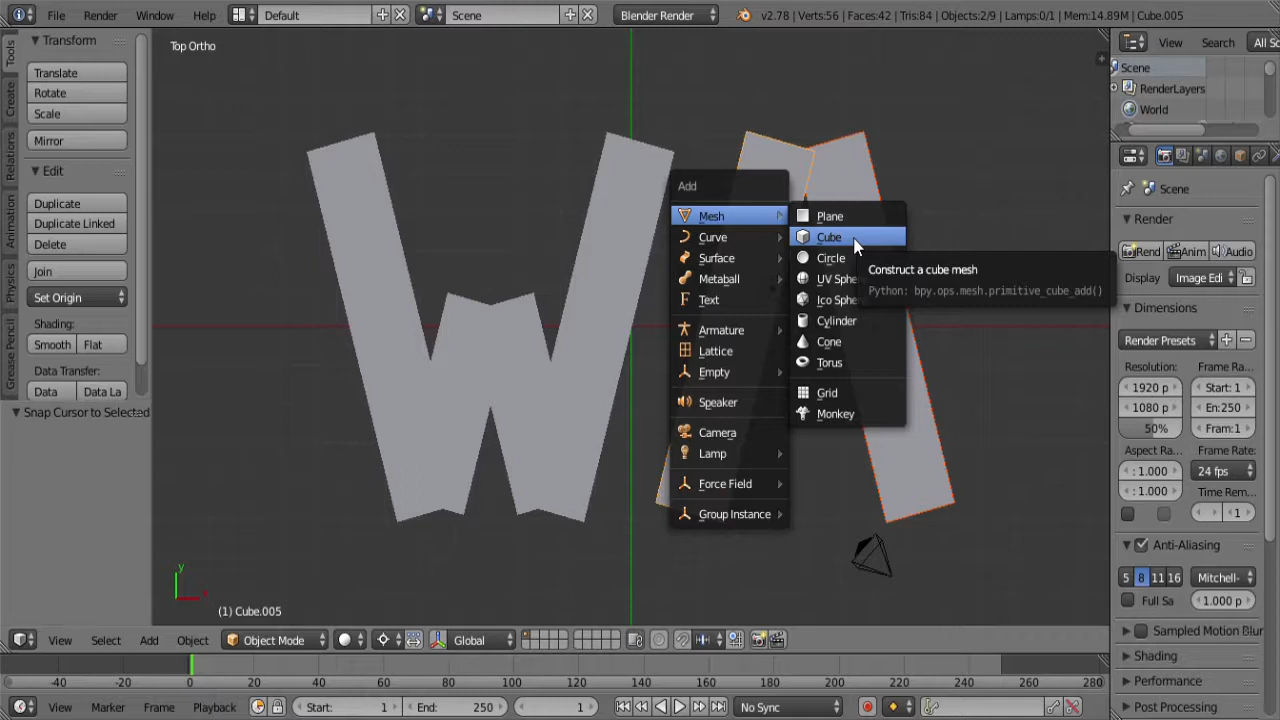 File Render Window Help Default Scene Blender Render v2.78 | Verts:56 | Faces:42 | Tris:84 | Objects:2/9 | Lamps:0/1 | Mem:14.89M | Cube.005
Tools
Create
Relations
Animation
Physics
Grease Pencil
Transform
Translate
Rotate
Scale
Mirror
Edit
Duplicate
Duplicate Linked
Delete
Join
Set Origin
Shading:
Smooth Flat
Data Transfer:
Data Data La
Snap Cursor to Selected
Top Ortho
Add
Mesh
Curve
Surface
Metaball
Text
Armature
Lattice
Empty
Speaker
Camera
Lamp
Force Field
Group Instance
Plane
Cube
Circle
UV Sphe
Ico Sphe
Cylinder
Cone
Torus
Grid
Monkey
Construct a cube mesh
Python: bpy.ops.mesh.primitive_cube_add()
y
x
(1) Cube.005
View Search All Sc
Scene
RenderLayers
World
Scene
Render
Rend Anim Audio
Display Image Edi
Dimensions
Render Presets
Resolution: Frame Ra...
1920 p Start: 1
1080 p En:250
50% Fram:1
Aspect Ra Frame Rate:
: 1.000 24 fps
: 1.000 Time Rem...
1
Anti-Aliasing
5 8 11 16 Mitchell-
Full Sa 1.000 p
Sampled Motion Blur
Shading
Performance
Post Processing
View Select Add Object Object Mode Global
-40 -20 0 20 40 60 80 100 120 140 160 180 200 220 240 260 280
View Marker Frame Playback Start: 1 End: 250 1 No Sync